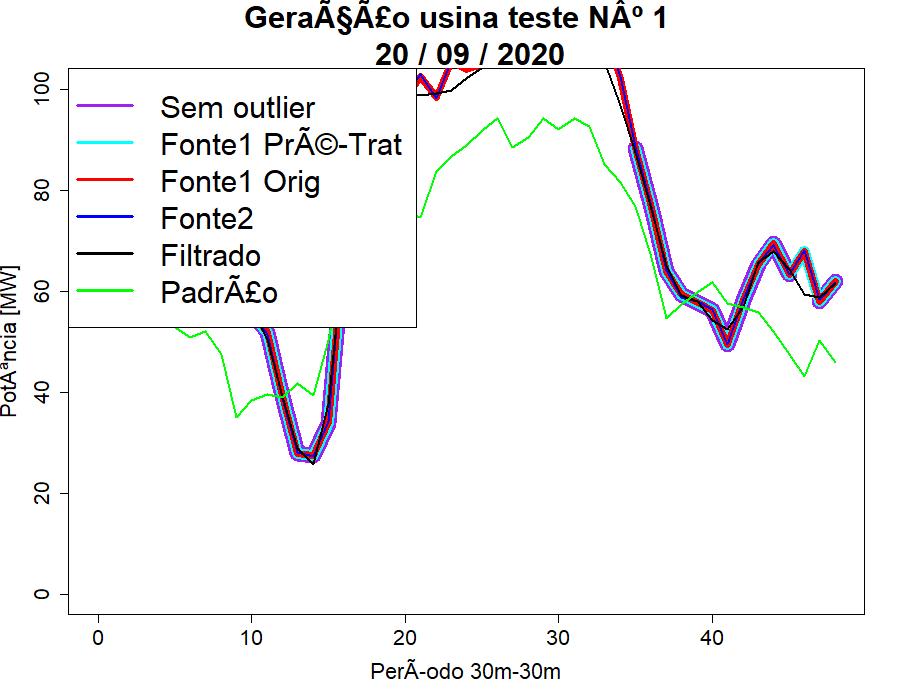 GeraÃ§Ã£o usina teste NÂº 1
20 / 09 / 2020
Sem outlier
Fonte1 PrÃ©-Trat
Fonte1 Orig
Fonte2
Filtrado
PadrÃ£o
PotÃªncia [MW]
100
80
60
40
20
0
0 10 20 30 40
PerÃ-odo 30m-30m